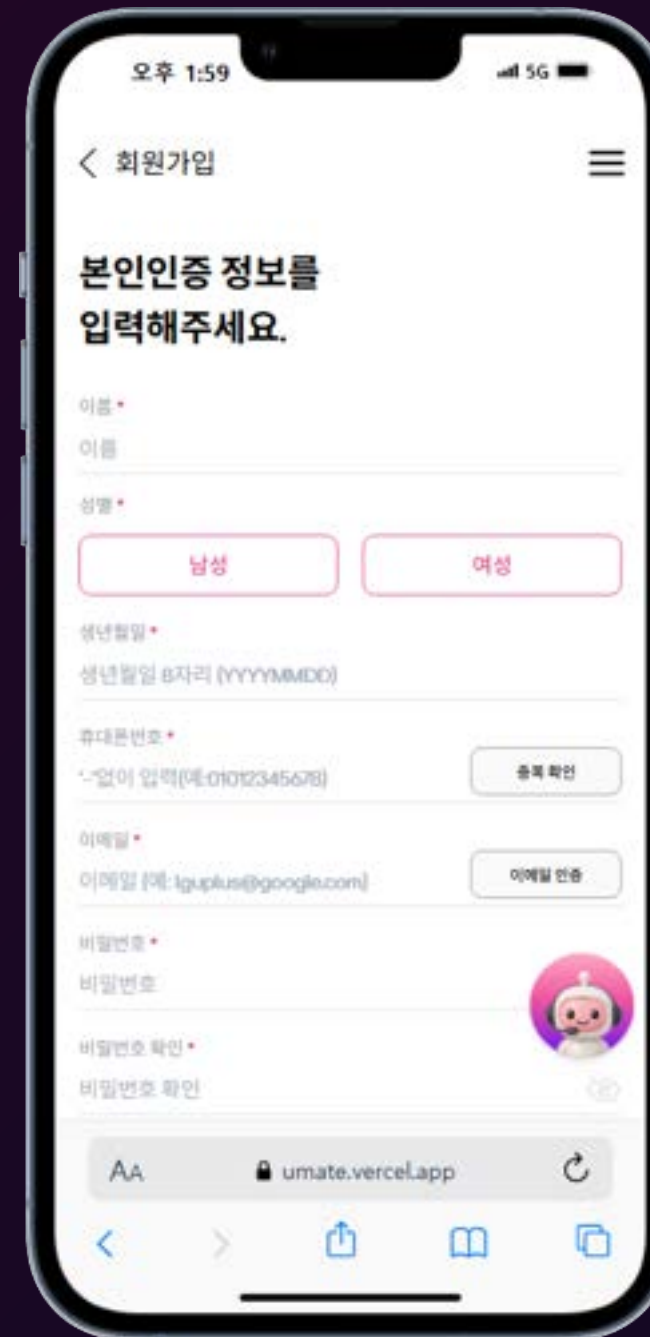 오후 1:59
5G
회원가입
본인인증 정보를
입력해주세요.
이름 •
이름
성별 •
남성 여성
생년월일 •
생년월일 8자리 (YYYYMMDD)
휴대폰번호 •
'-'없이 입력(예:01012345678) 중복 확인
이메일 •
이메일 (예: lguplus@google.com) 이메일 인증
비밀번호 •
비밀번호
비밀번호 확인 •
비밀번호 확인
AA umate.vercel.app